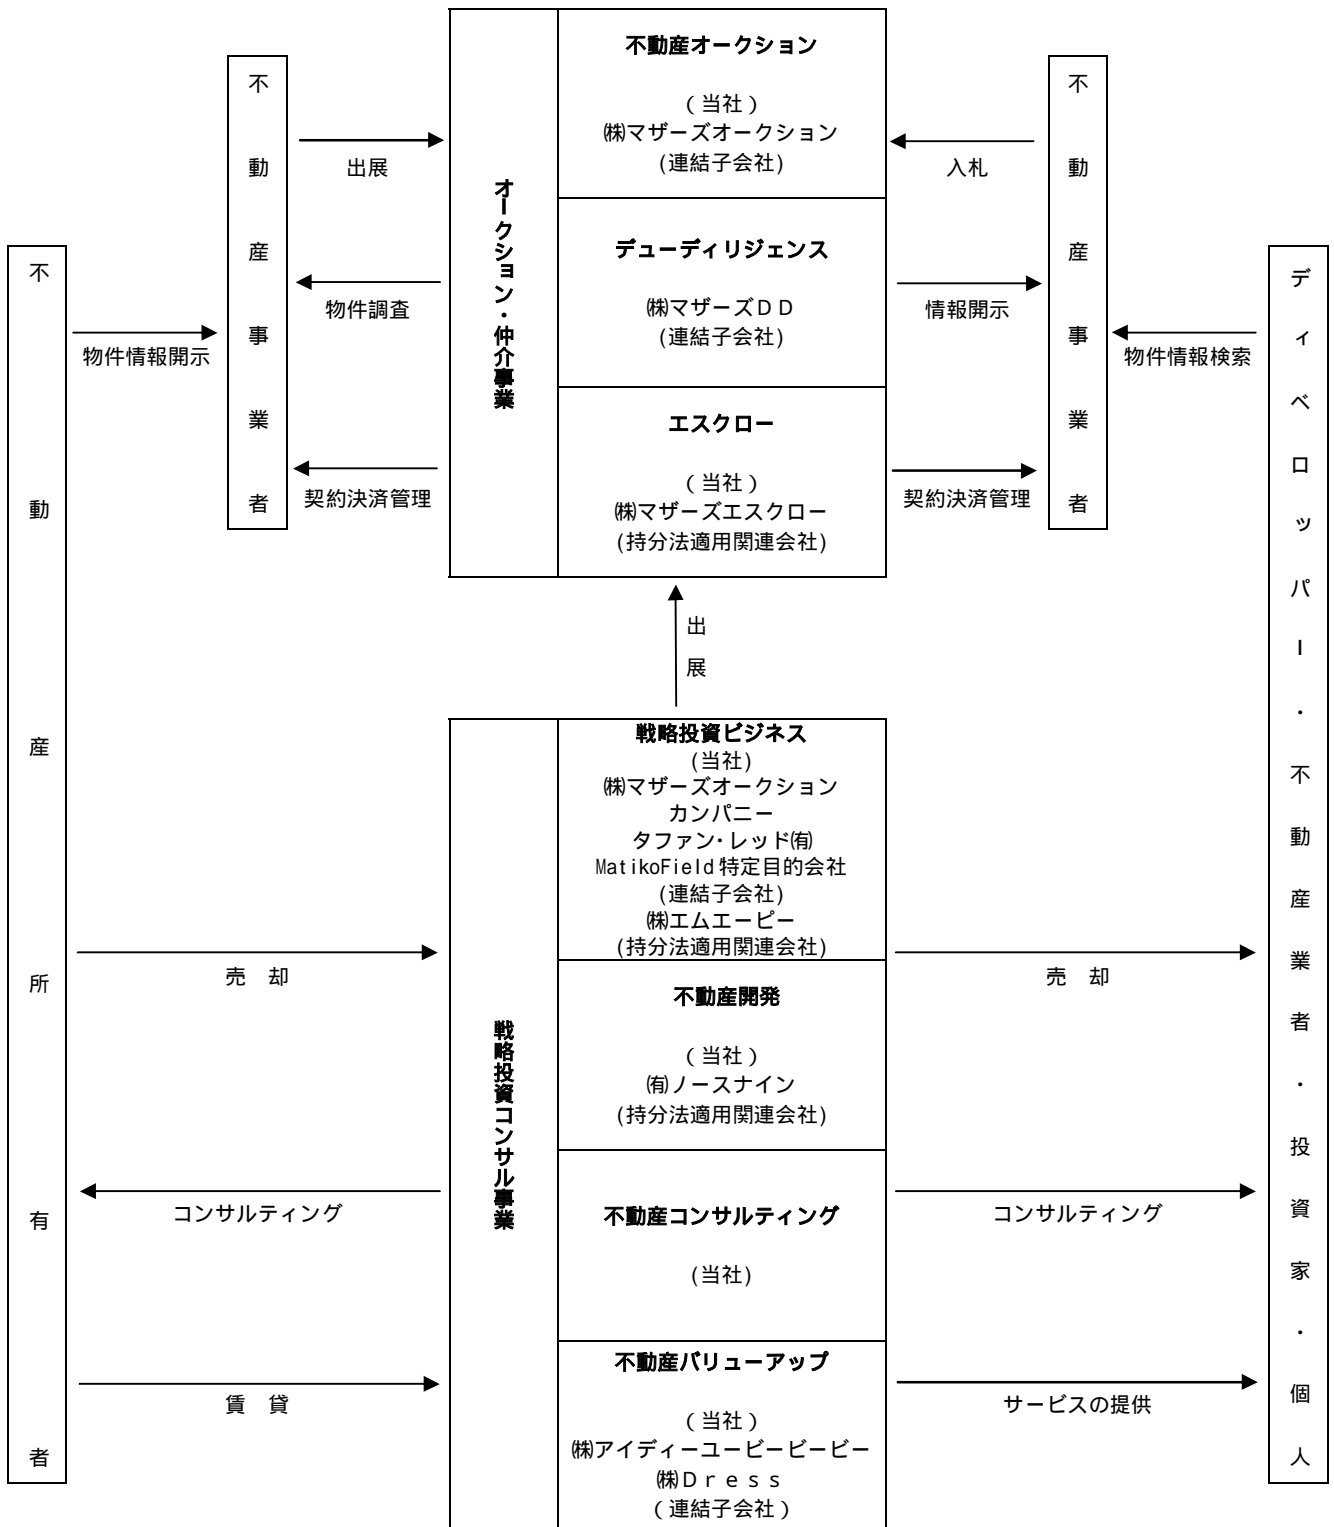 不動産所有者
物件情報開示
不動産事業者
出展
物件調査
契約決済管理
オークション・仲介事業
不動産オークション
（当社）
㈱マザーズオークション
(連結子会社)
デューディリジェンス
㈱マザーズＤＤ
(連結子会社)
エスクロー
（当社）
㈱マザーズエスクロー
(持分法適用関連会社)
入札
情報開示
契約決済管理
不動産事業者
物件情報検索
ディベロッパー・不動産業者・投資家・個人
出展
売　却
コンサルティング
賃　貸
戦略投資コンサル事業
戦略投資ビジネス
(当社)
㈱マザーズオークション
カンパニー
タファン・レッド㈲
MatikoField 特定目的会社
(連結子会社)
㈱エムエーピー
(持分法適用関連会社)
不動産開発
（当社）
㈲ノースナイン
(持分法適用関連会社)
不動産コンサルティング
(当社)
不動産バリューアップ
（当社）
㈱アイディーユービービービー
㈱Ｄｒｅｓｓ
（連結子会社）
売　却
コンサルティング
サービスの提供